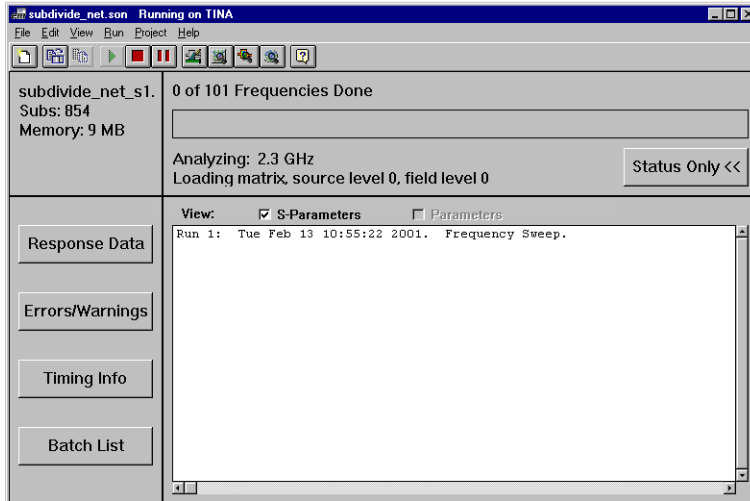 subdivide_net.son Running on TINA
File Edit View Run Project Help
subdivide_net_s1.
Subs: 854
Memory: 9 MB
0 of 101 Frequencies Done
Analyzing: 2.3 GHz
Loading matrix, source level 0, field level 0
Status Only <<
View: S-Parameters Parameters
Run 1: Tue Feb 13 10:55:22 2001. Frequency Sweep.
Response Data
Errors/Warnings
Timing Info
Batch List